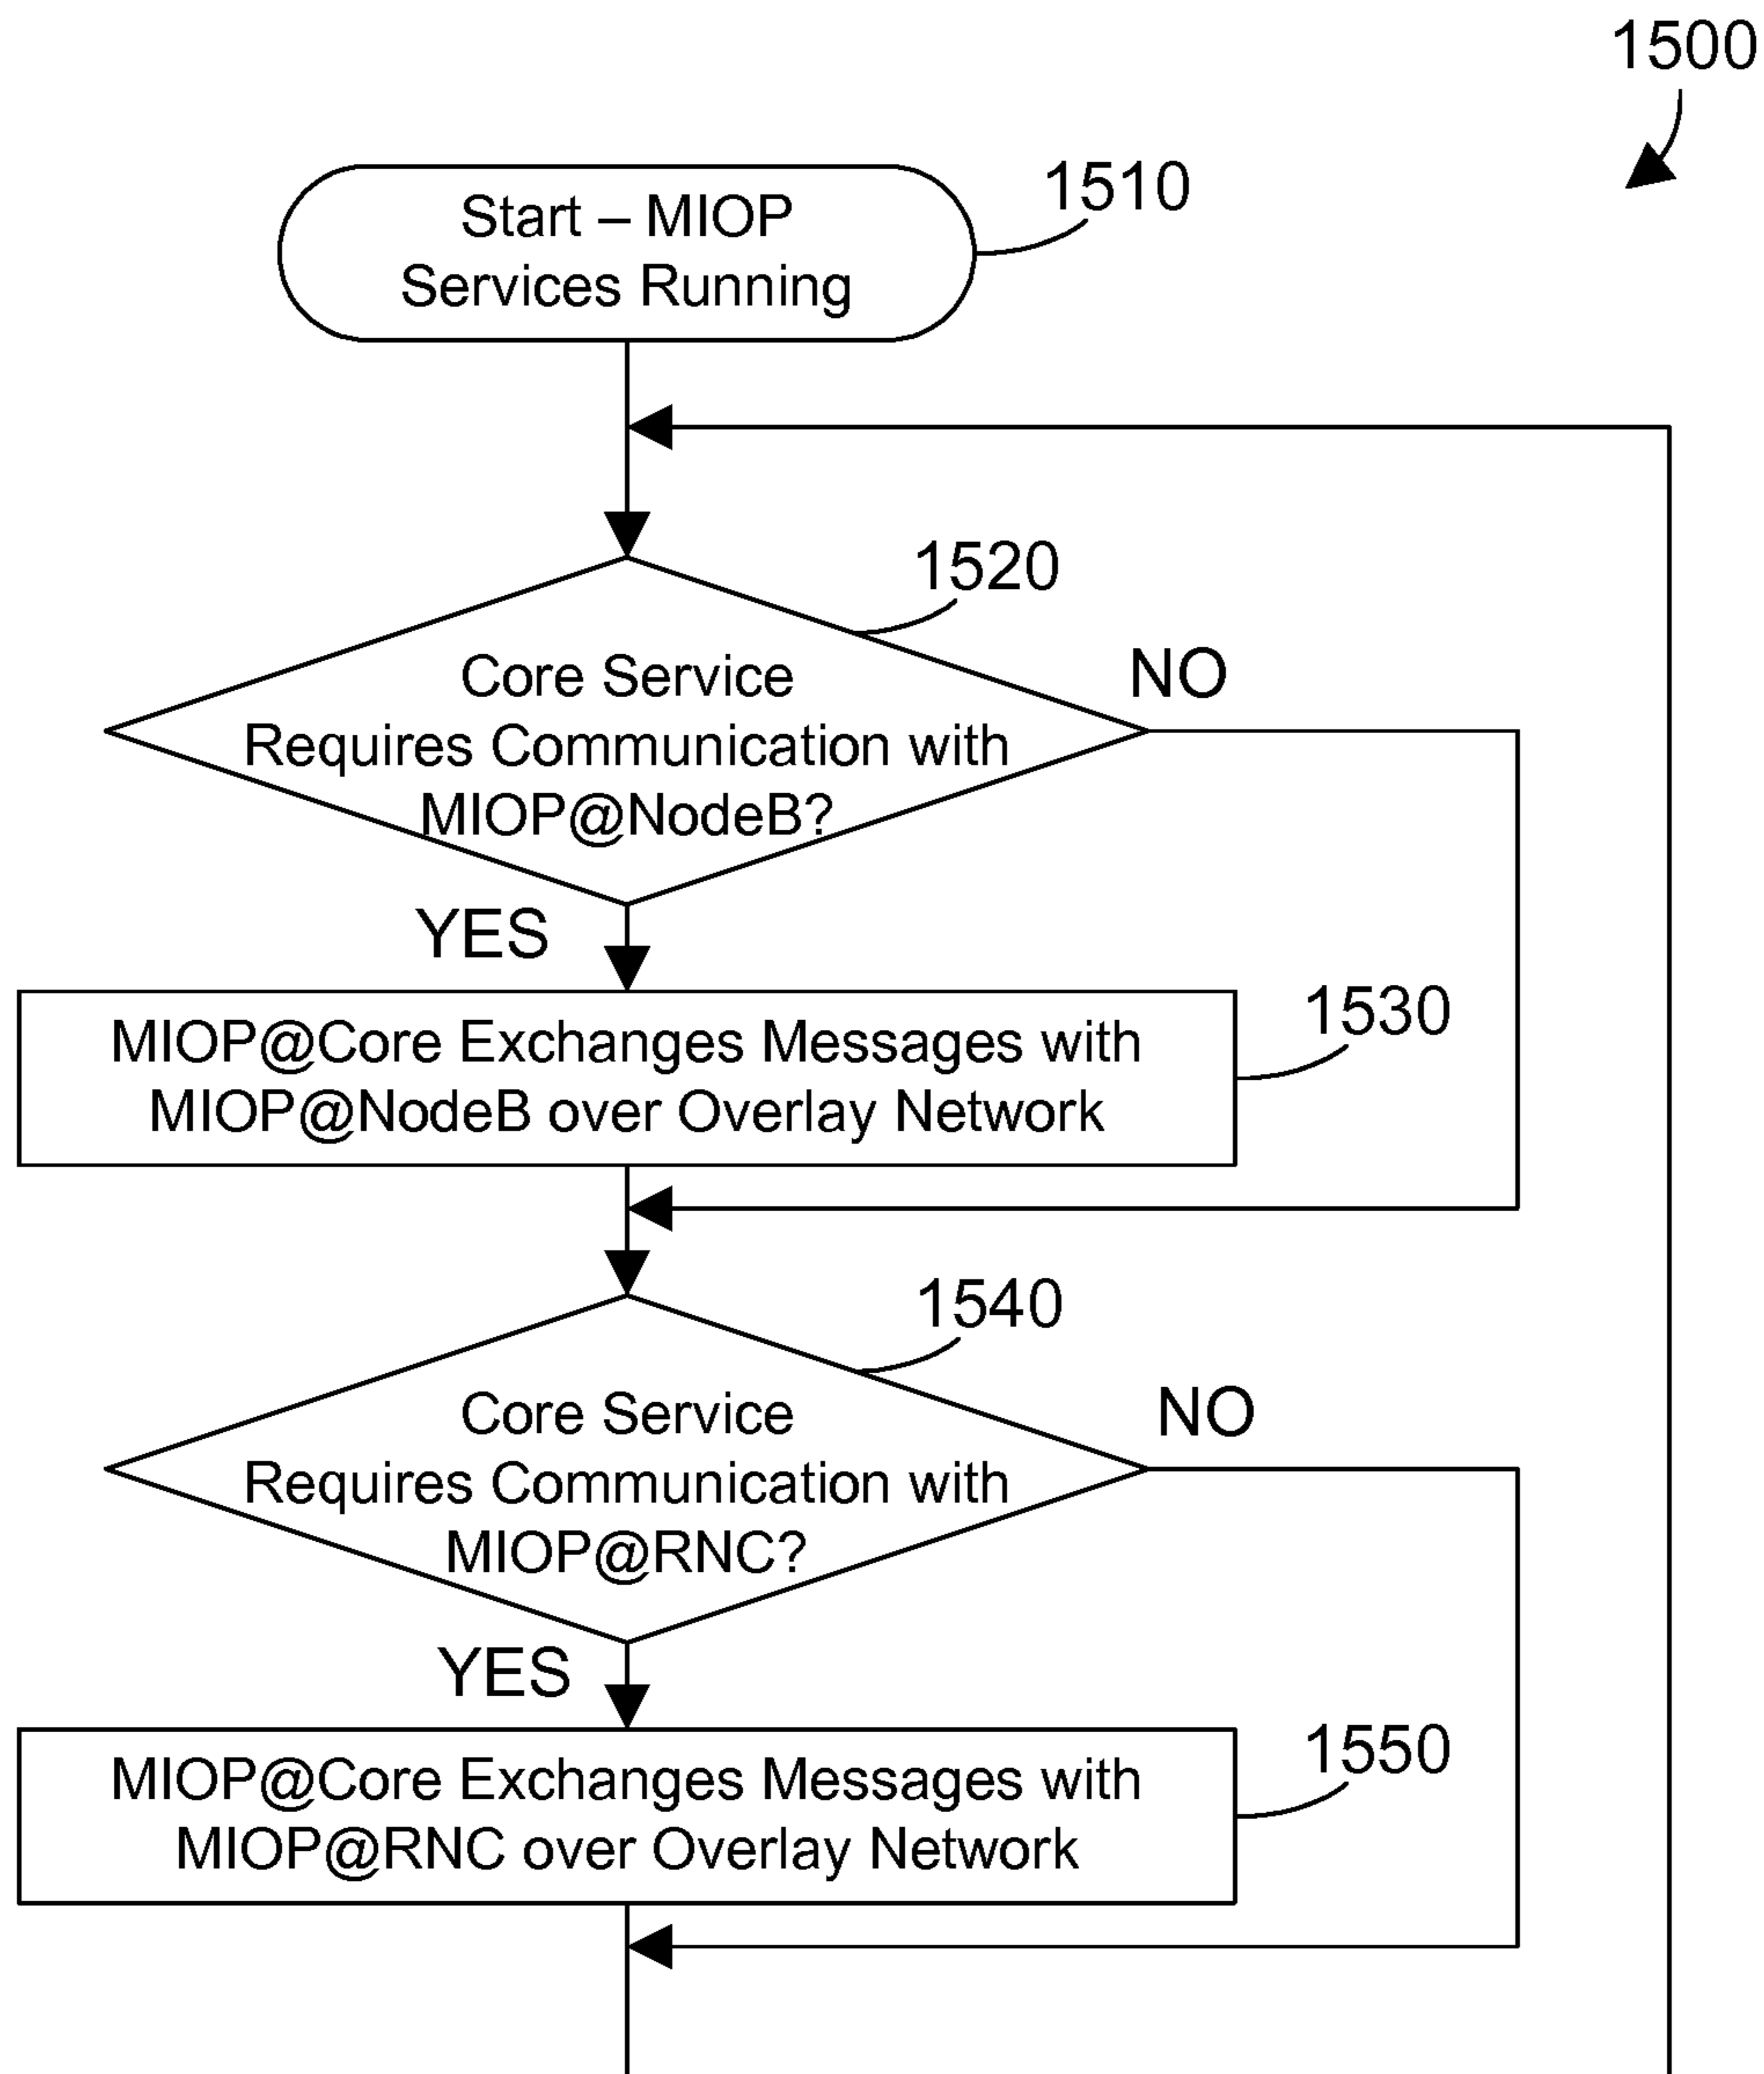 1500
Start – MIOP
Services Running
1510
1520
Core Service
Requires Communication with
MIOP@NodeB?
NO
YES
MIOP@Core Exchanges Messages with
MIOP@NodeB over Overlay Network
1530
1540
Core Service
Requires Communication with
MIOP@RNC?
NO
YES
MIOP@Core Exchanges Messages with
MIOP@RNC over Overlay Network
1550